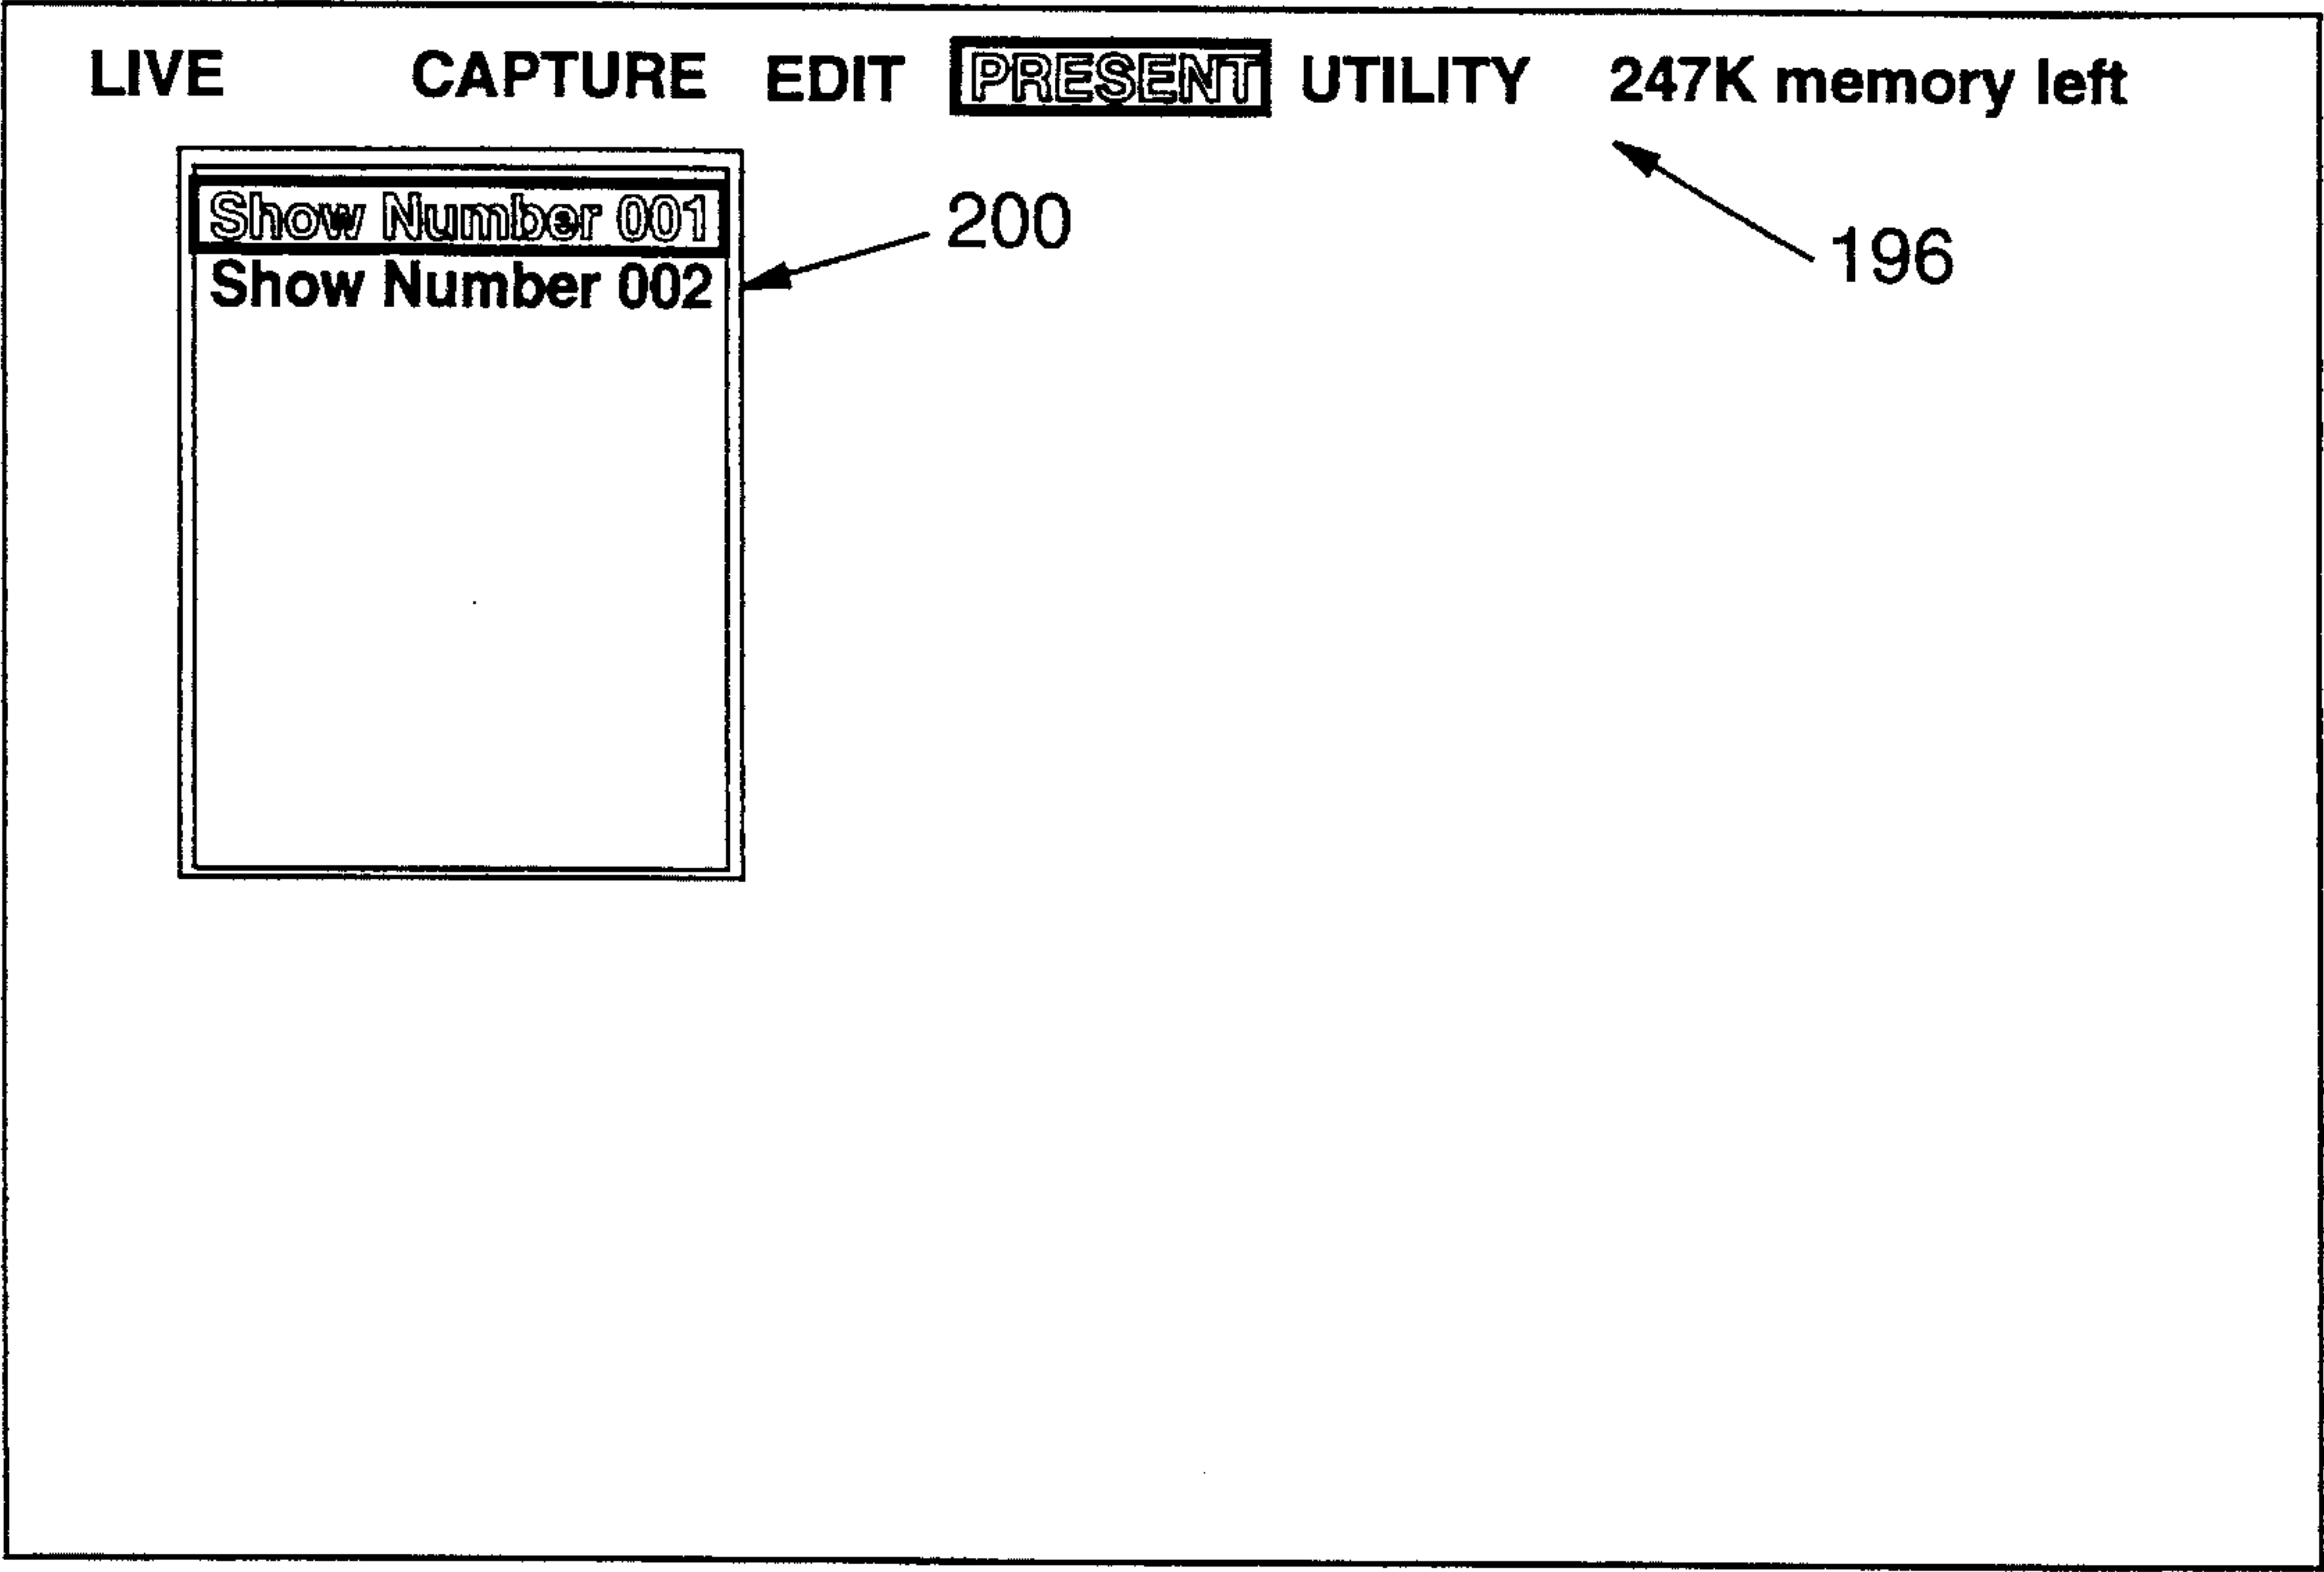 LIVE CAPTURE EDIT PRESENT UTILITY 247K memory left
Show Number 001
200
196
Show Number 002